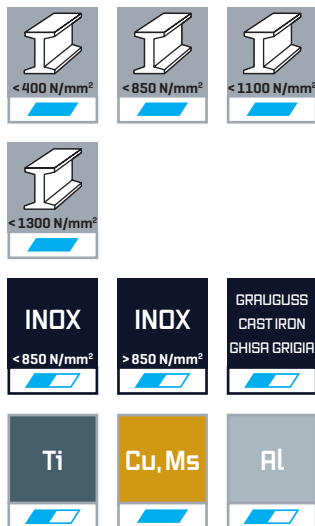 <400 N/mm²
<850 N/mm²
<1100 N/mm²
<1300 N/mm²
INOX
<850 N/mm²
INOX
>850 N/mm²
GRAUGUSS
CAST IRON
GHISA GRIGIA
Ti
Cu, Ms
Al